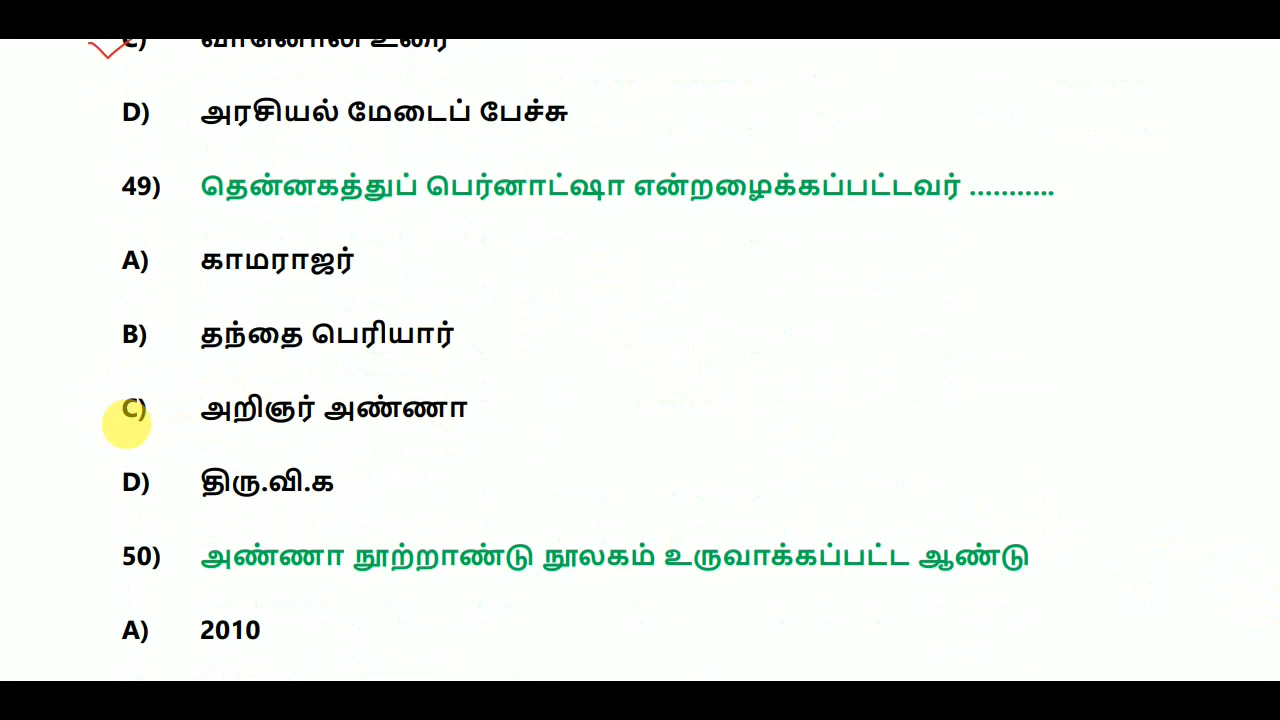 C) வானொலி உரை
D) அரசியல் மேடைப் பேச்சு
49) தென்னகத்துப் பெர்னாட்ஷா என்றழைக்கப்பட்டவர் ...........
A) காமராஜர்
B) தந்தை பெரியார்
C) அறிஞர் அண்ணா
D) திரு.வி.க
50) அண்ணா நூற்றாண்டு நூலகம் உருவாக்கப்பட்ட ஆண்டு
A) 2010